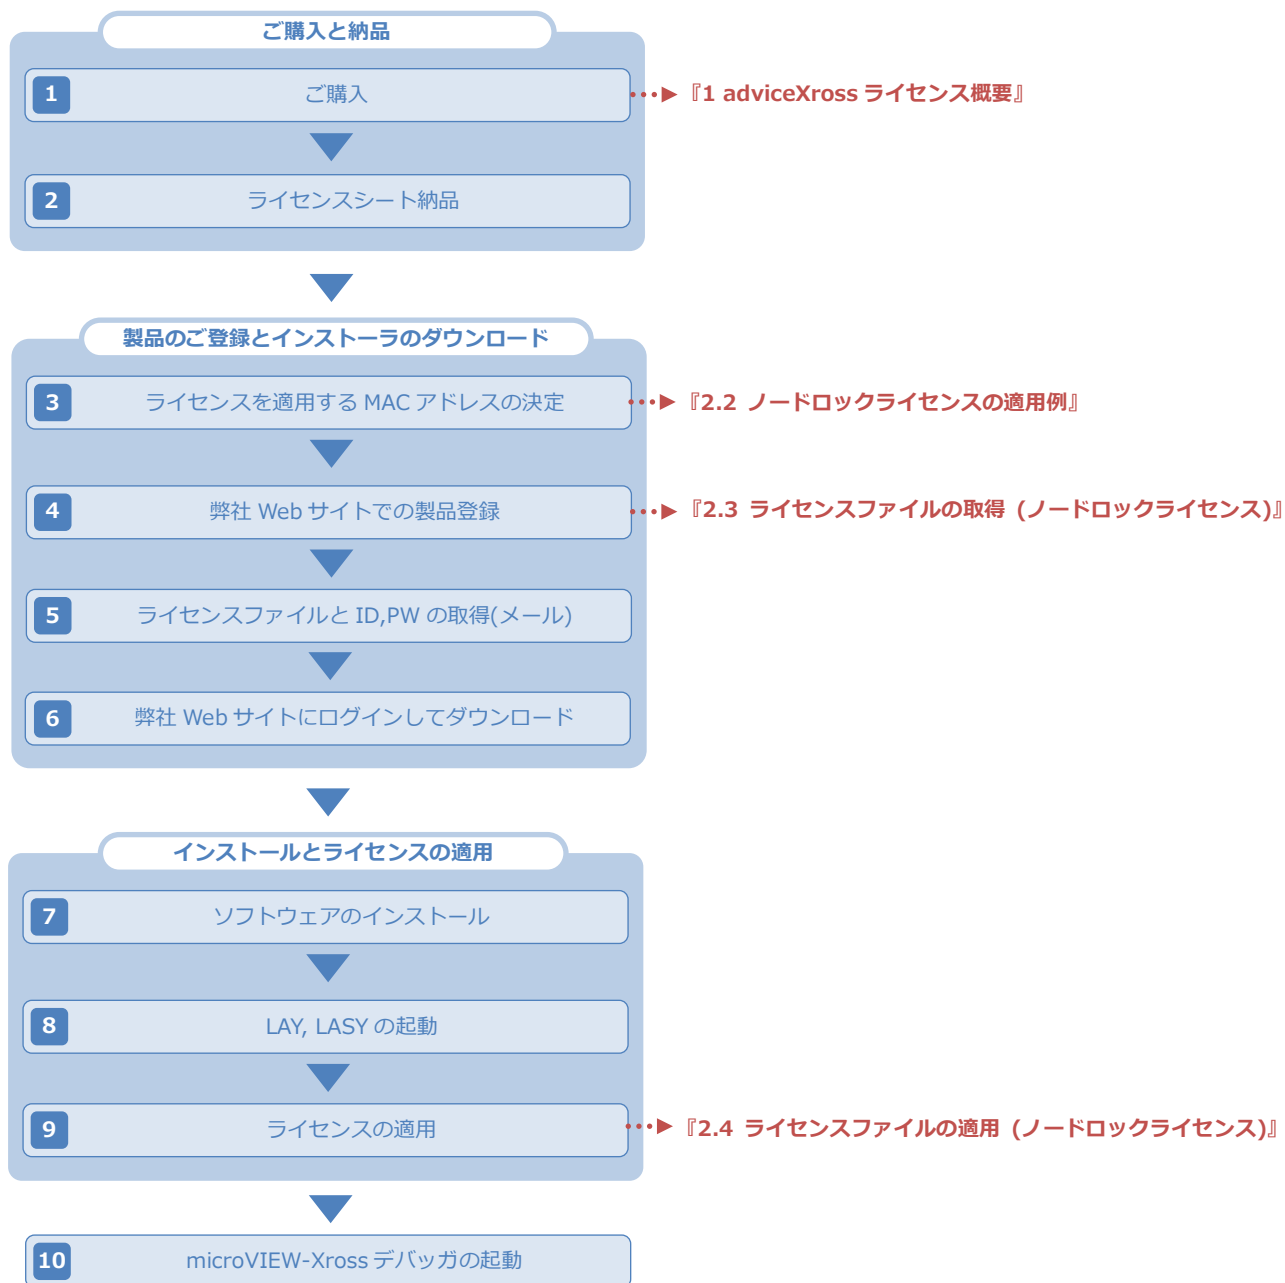 ご購入と納品
1 ご購入 『1 adviceXross ライセンス概要』
2 ライセンスシート納品
製品のご登録とインストーラのダウンロード
3 ライセンスを適用する MAC アドレスの決定 『2.2 ノードロックライセンスの適用例』
4 弊社 Web サイトでの製品登録 『2.3 ライセンスファイルの取得 (ノードロックライセンス)』
5 ライセンスファイルと ID,PW の取得(メール)
6 弊社 Web サイトにログインしてダウンロード
インストールとライセンスの適用
7 ソフトウェアのインストール
8 LAY, LASY の起動
9 ライセンスの適用 『2.4 ライセンスファイルの適用 (ノードロックライセンス)』
10 microVIEW-Xross デバッガの起動